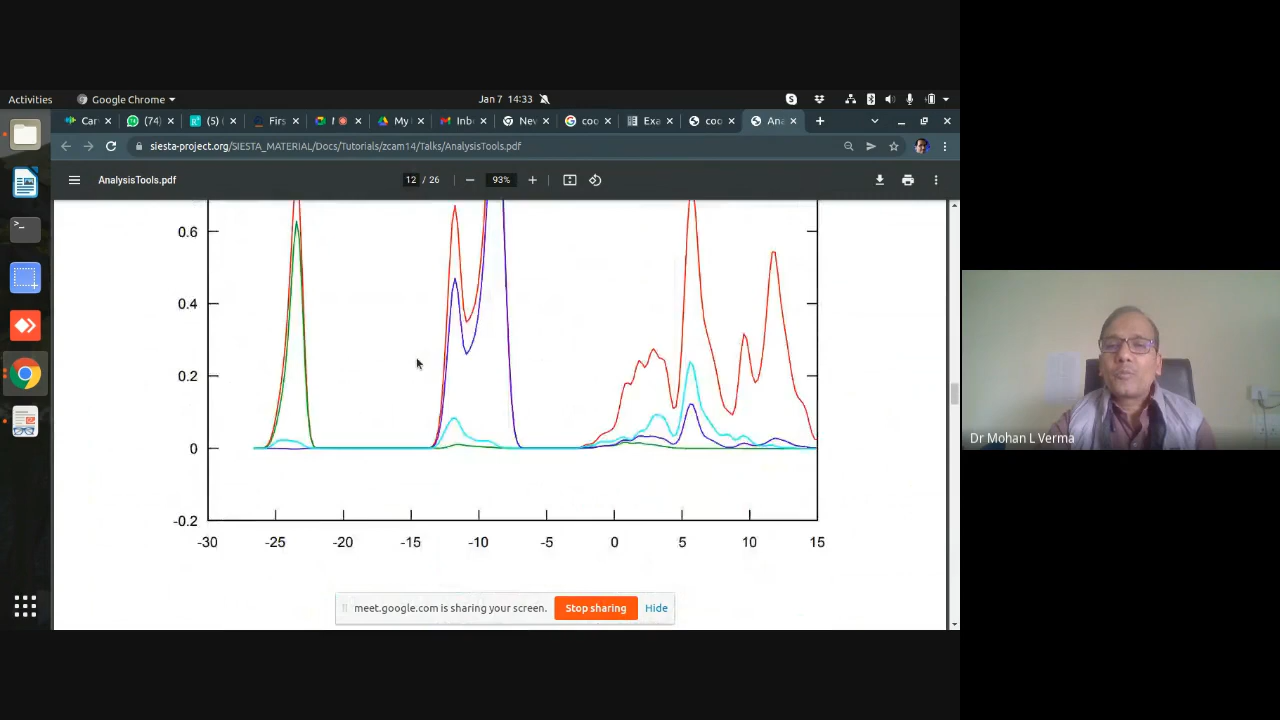 Activities
Google Chrome
Jan 7 14:33
Car
(74)
(5) (
Firs
M
My
Inb
Nev
coo
Exa
coo
Ana
siesta-project.org/SIESTA_MATERIAL/Docs/Tutorials/zcam14/Talks/AnalysisTools.pdf
AnalysisTools.pdf
12 / 26
93%
0.6
0.4
0.2
0
-0.2
-30 -25 -20 -15 -10 -5 0 5 10 15
meet.google.com is sharing your screen.
Stop sharing
Hide
Dr Mohan L Verma